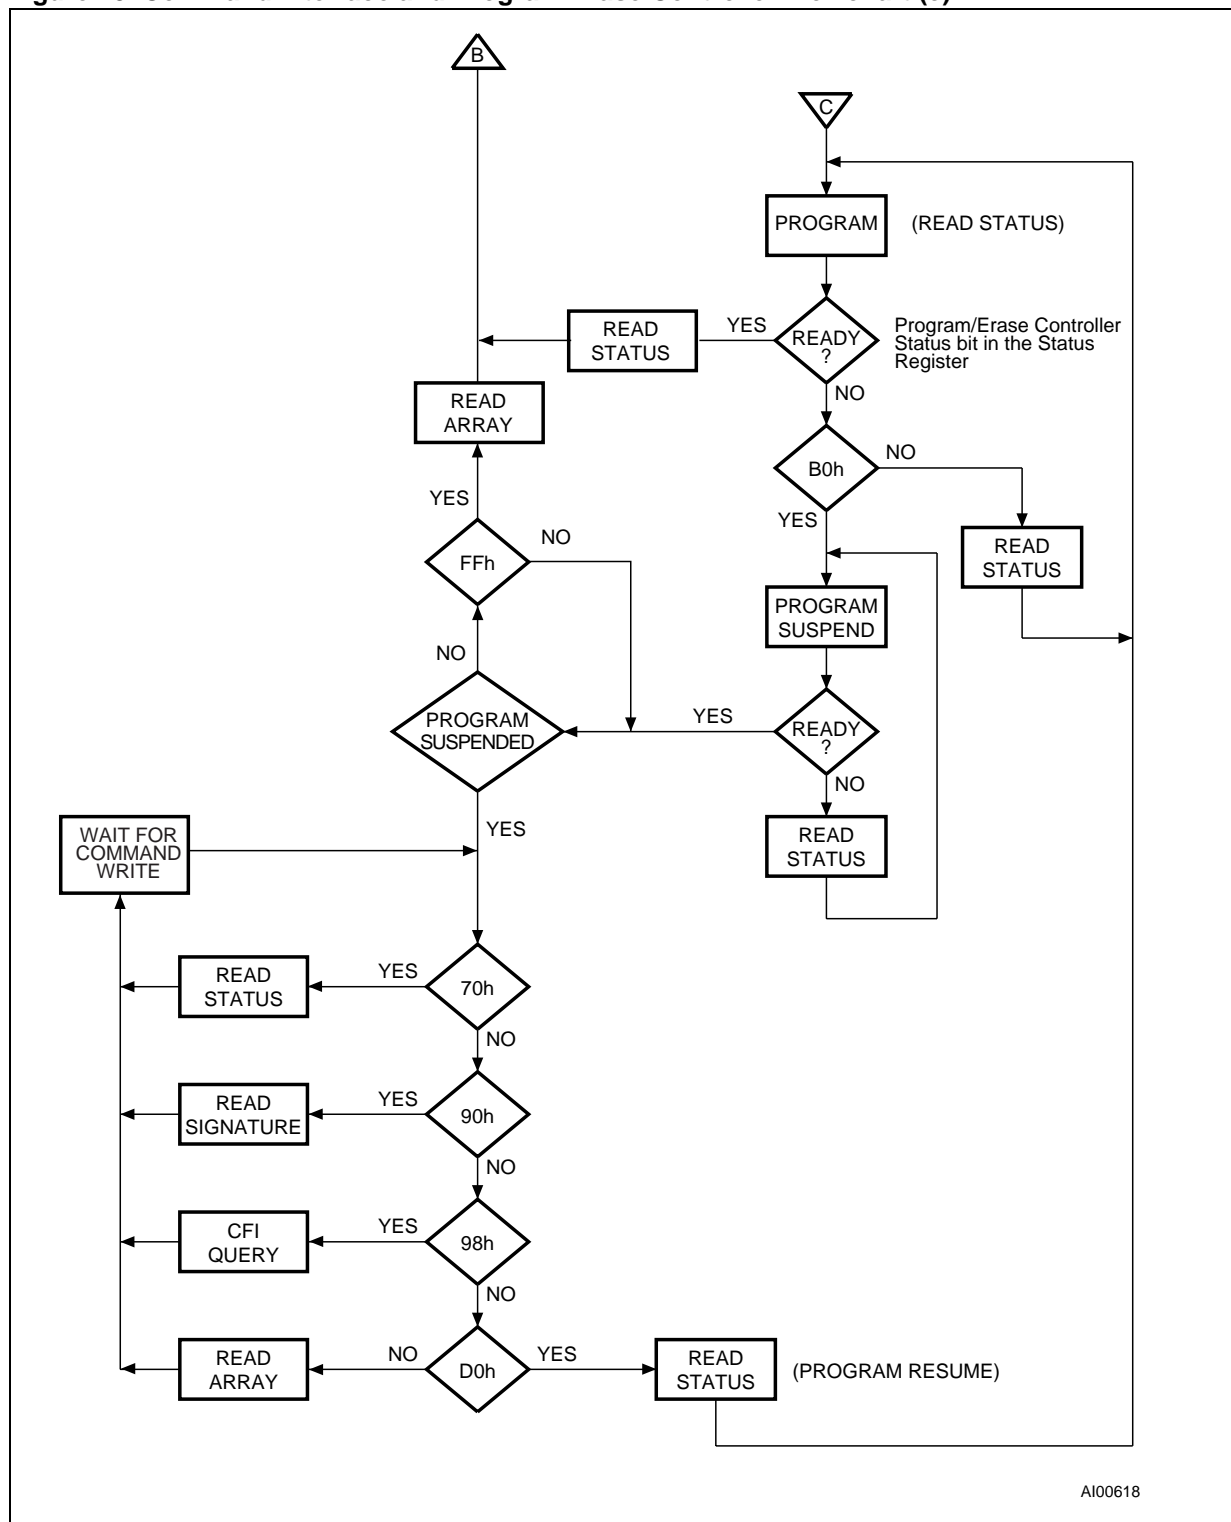 B
C
PROGRAM
(READ STATUS)
READ
STATUS
YES
READY
?
Program/Erase Controller
Status bit in the Status
Register
NO
READ
ARRAY
B0h
NO
YES
YES
FFh
NO
READ
STATUS
PROGRAM
SUSPEND
NO
PROGRAM
SUSPENDED
YES
READY
?
NO
YES
WAIT FOR
COMMAND
WRITE
READ
STATUS
READ
STATUS
YES
70h
NO
READ
SIGNATURE
YES
90h
NO
CFI
QUERY
YES
98h
NO
READ
ARRAY
NO
D0h
YES
READ
STATUS
(PROGRAM RESUME)
AI00618